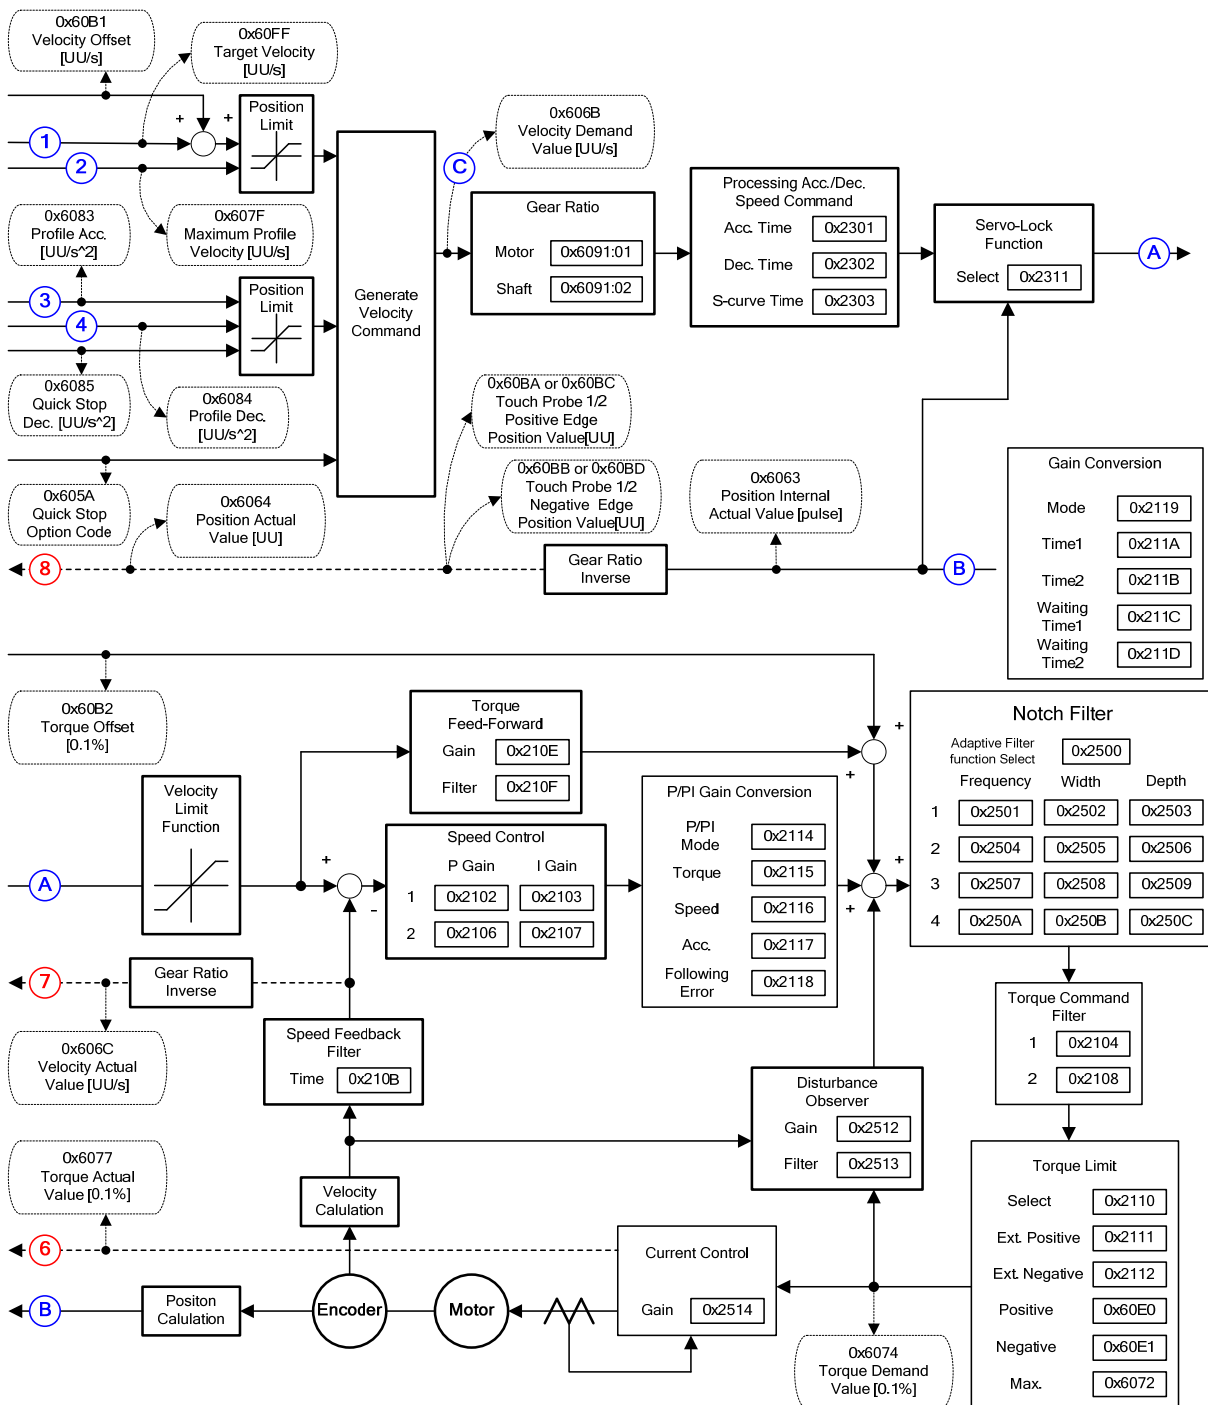 0x60B1
Velocity Offset
[UU/s]
0x60FF
Target Velocity
[UU/s]
+
+
1
2
Position
Limit
0x606B
Velocity Demand
Value [UU/s]
C
0x6083
Profile Acc.
[UU/s^2]
0x607F
Maximum Profile
Velocity [UU/s]
3
4
Position
Limit
Generate
Velocity
Command
Gear Ratio
Motor 0x6091:01
Shaft 0x6091:02
Processing Acc./Dec.
Speed Command
Acc. Time 0x2301
Dec. Time 0x2302
S-curve Time 0x2303
Servo-Lock
Function
Select 0x2311
A
0x6085
Quick Stop
Dec. [UU/s^2]
0x6084
Profile Dec.
[UU/s^2]
0x60BA or 0x60BC
Touch Probe 1/2
Positive Edge
Position Value[UU]
0x60BB or 0x60BD
Touch Probe 1/2
Negative Edge
Position Value[UU]
0x6063
Position Internal
Actual Value [pulse]
0x605A
Quick Stop
Option Code
0x6064
Position Actual
Value [UU]
8
Gear Ratio
Inverse
B
Gain Conversion
Mode 0x2119
Time1 0x211A
Time2 0x211B
Waiting
Time1 0x211C
Waiting
Time2 0x211D
0x60B2
Torque Offset
[0.1%]
Torque
Feed-Forward
Gain 0x210E
Filter 0x210F
+
+
Notch Filter
Adaptive Filter
function Select 0x2500
Frequency Width Depth
1 0x2501 0x2502 0x2503
2 0x2504 0x2505 0x2506
3 0x2507 0x2508 0x2509
4 0x250A 0x250B 0x250C
A
Velocity
Limit
Function
+
-
Speed Control
P Gain I Gain
1 0x2102 0x2103
2 0x2106 0x2107
P/PI Gain Conversion
P/PI
Mode 0x2114
Torque 0x2115
Speed 0x2116
Acc. 0x2117
Following
Error 0x2118
+
+
7
Gear Ratio
Inverse
0x606C
Velocity Actual
Value [UU/s]
Speed Feedback
Filter
Time 0x210B
Torque Command
Filter
1 0x2104
2 0x2108
Disturbance
Observer
Gain 0x2512
Filter 0x2513
0x6077
Torque Actual
Value [0.1%]
Velocity
Calulation
6
Current Control
Gain 0x2514
Torque Limit
Select 0x2110
Ext. Positive 0x2111
Ext. Negative 0x2112
Positive 0x60E0
Negative 0x60E1
Max. 0x6072
B
Positon
Calulation
Encoder
Motor
0x6074
Torque Demand
Value [0.1%]